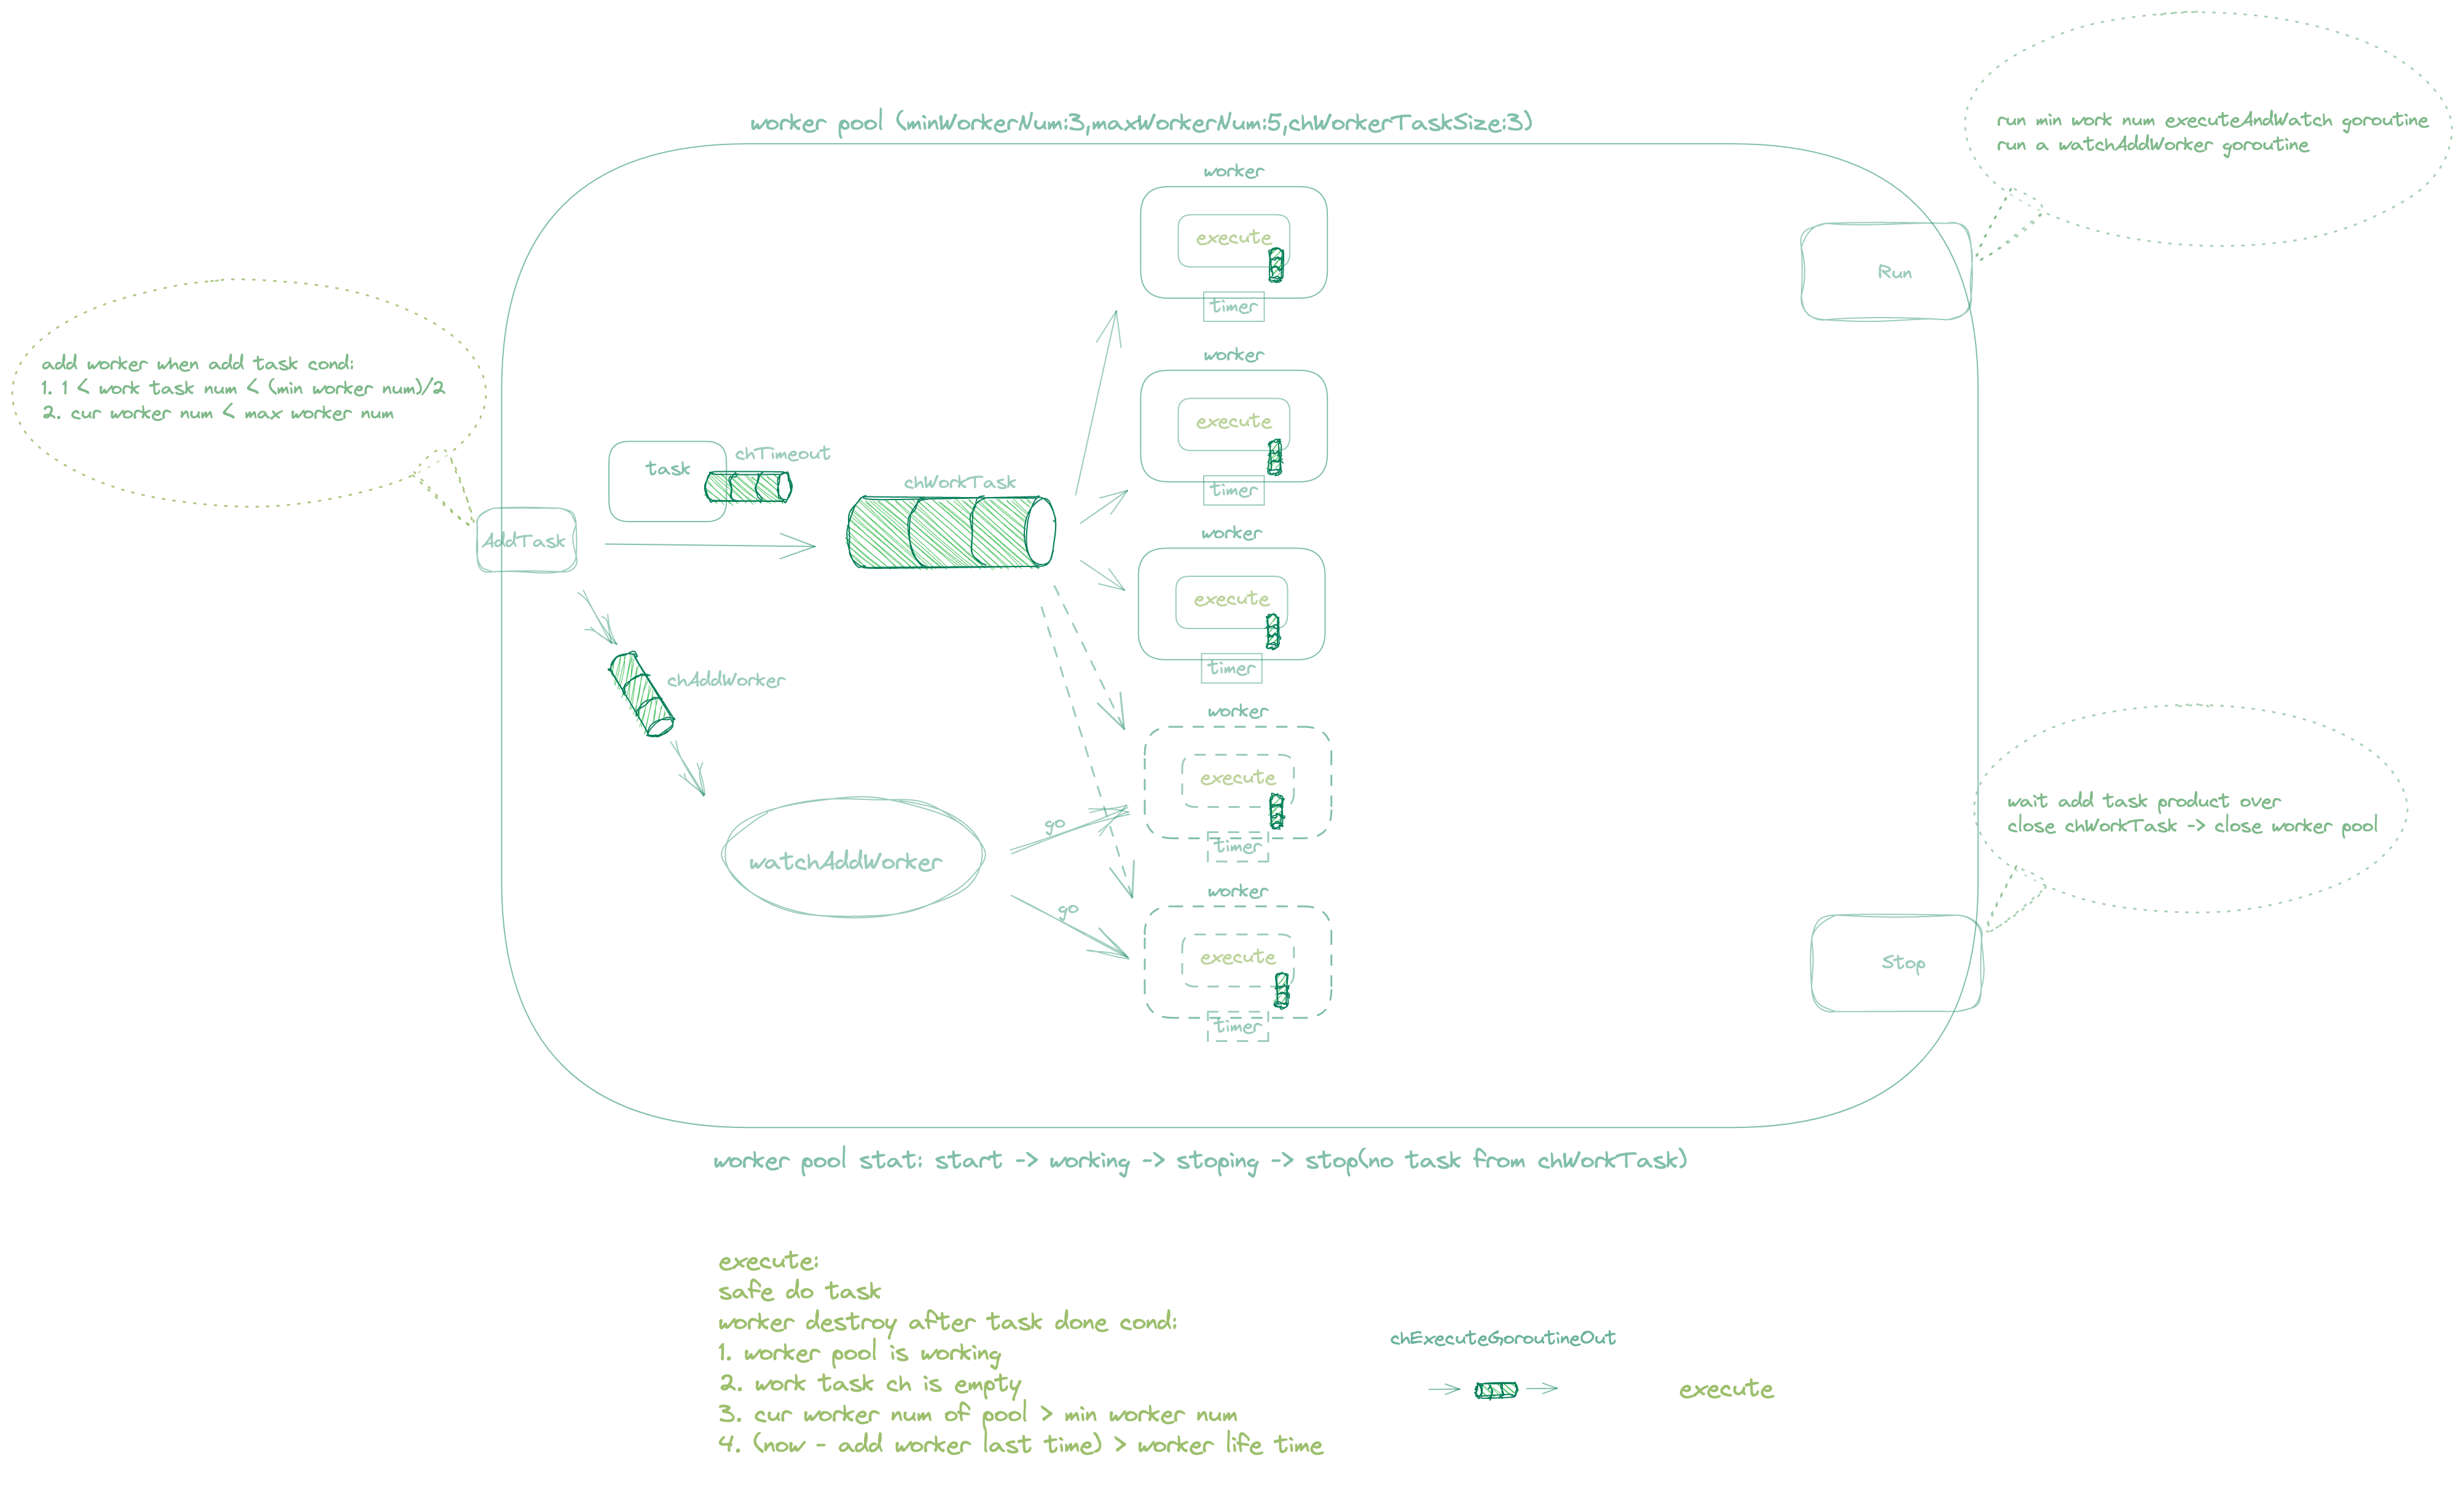 worker pool (minWorkerNum:3,maxWorkerNum:5,chWorkerTaskSize:3)
run min work num executeAndWatch goroutine
run a watchAddWorker goroutine
Run
add worker when add task cond:
1. 1 < work task num < (min worker num)/2
2. cur worker num < max worker num
AddTask
task
chTimeout
chWorkTask
chAddWorker
watchAddWorker
go
go
worker
execute
timer
worker
execute
timer
worker
execute
timer
worker
execute
timer
worker
execute
timer
wait add task product over
close chWorkTask -> close worker pool
Stop
worker pool stat: start -> working -> stoping -> stop(no task from chWorkTask)
execute:
safe do task
worker destroy after task done cond:
1. worker pool is working
2. work task ch is empty
3. cur worker num of pool > min worker num
4. (now - add worker last time) > worker life time
chExecuteGoroutineOut
execute